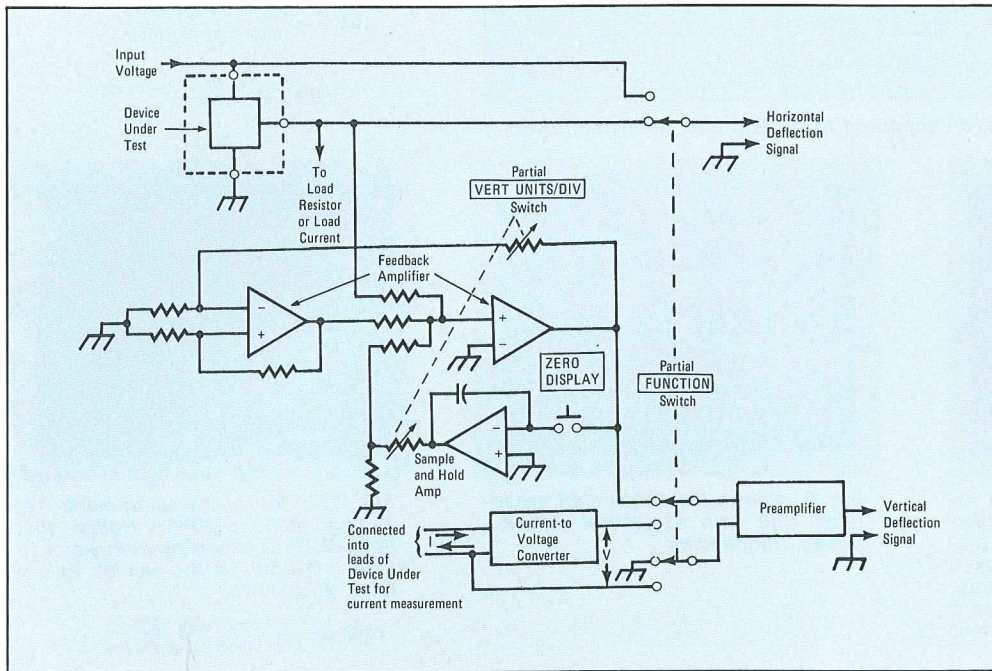 Input
Voltage
Device
Under
Test
To
Load
Resistor
or Load
Current
Horizontal
Deflection
Signal
Partial
VERT UNITS/DIV
Switch
Feedback
Amplifier
−
+
+
−
ZERO
DISPLAY
Partial
FUNCTION
Switch
−
+
Sample
and Hold
Amp
Connected
into
leads of
Device Under
Test for
current measurement
I
Current-to
Voltage
Converter
V
Preamplifier
Vertical
Deflection
Signal